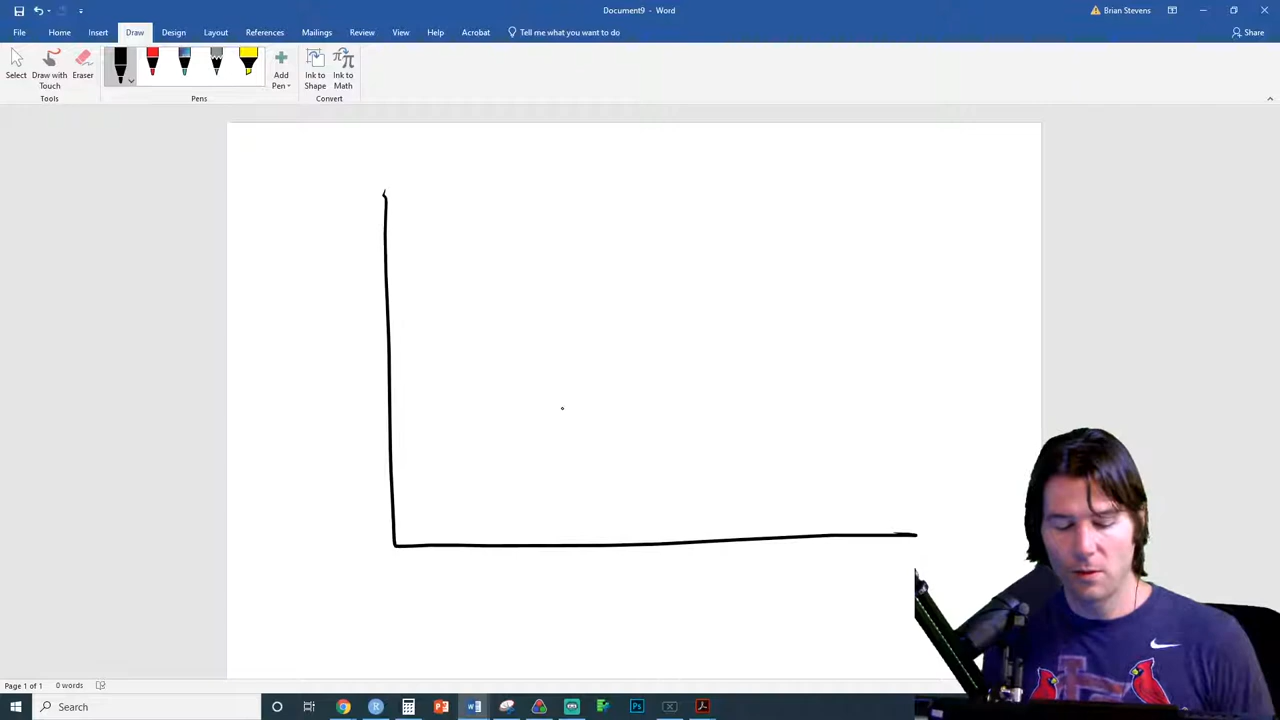 Document9 - Word
Brian Stevens
File Home Insert Draw Design Layout References Mailings Review View Help Acrobat Tell me what you want to do Share
Select Draw with Touch Eraser Add Pen Ink to Shape Ink to Math
Tools Pens Convert
Page 1 of 1 0 words
Search